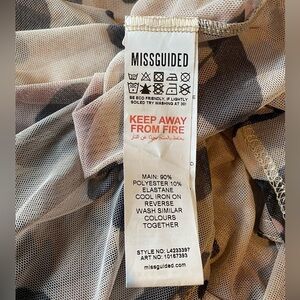 MISSGUIDED
BE ECO FRIENDLY, IF LIGHTLY
SOILED TRY WASHING AT 30!
KEEP AWAY
FROM FIRE
MAIN: 90%
POLYESTER 10%
ELASTANE
COOL IRON ON
REVERSE
WASH SIMILAR
COLOURS
TOGETHER
STYLE NO: L4233397
ART NO: 10167393
missguided.com